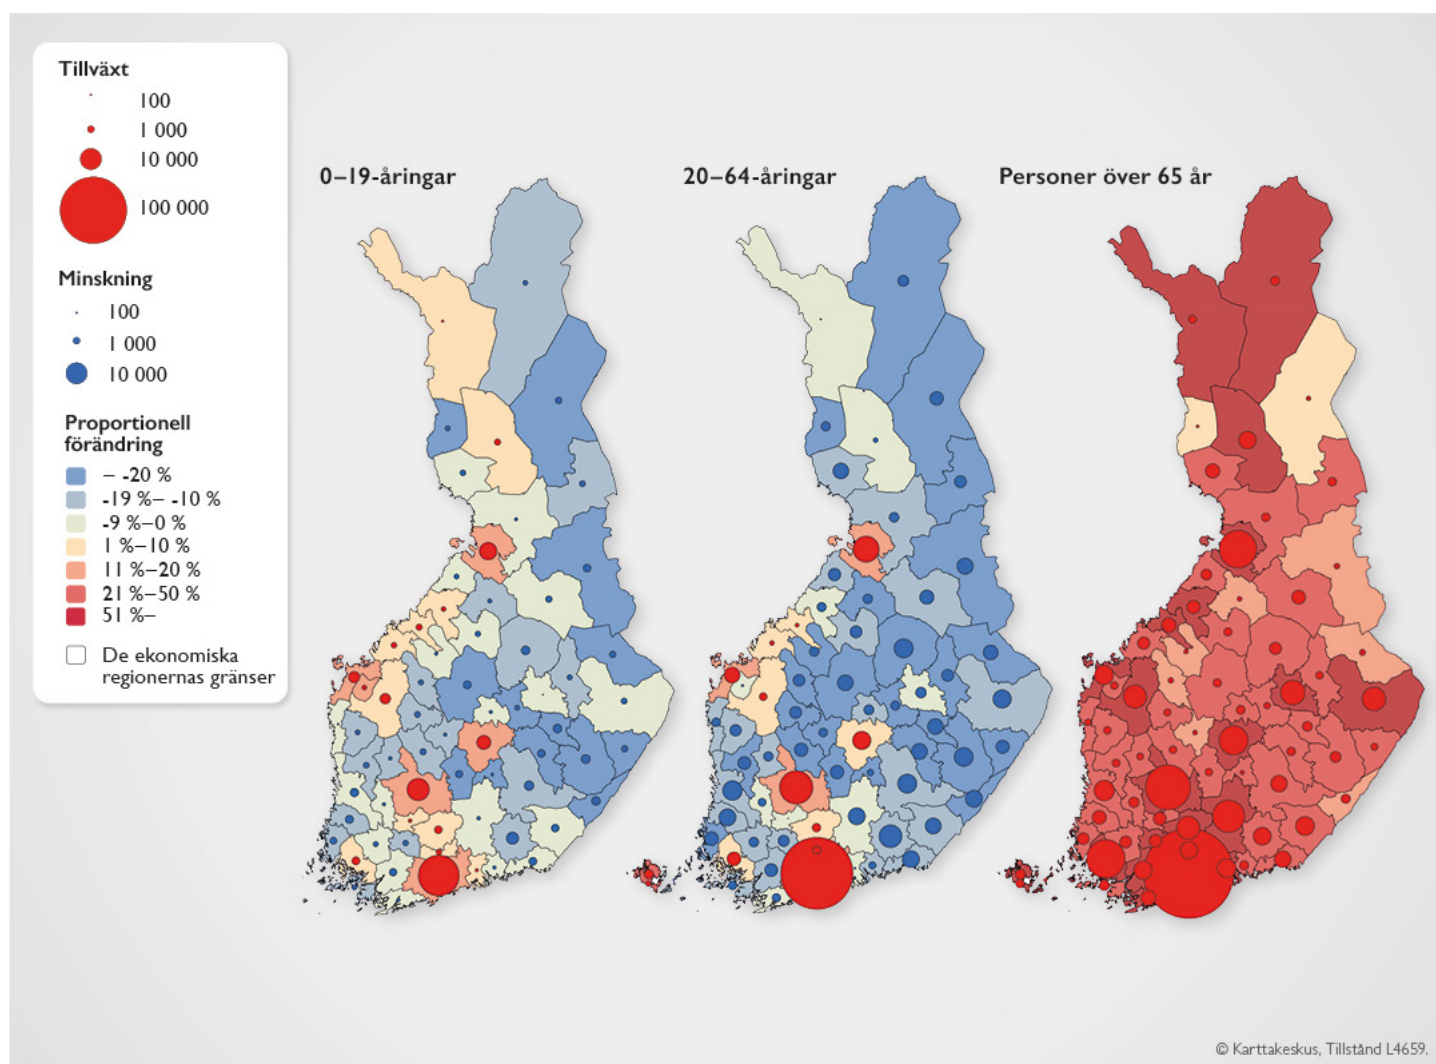 Tillväxt
100
1 000
10 000
100 000
Minskning
100
1 000
10 000
Proportionell
förändring
– -20 %
-19 %– -10 %
-9 %–0 %
1 %–10 %
11 %–20 %
21 %–50 %
51 %–
De ekonomiska
regionernas gränser
0–19-åringar
20–64-åringar
Personer över 65 år
© Karttakeskus, Tillstånd L4659.